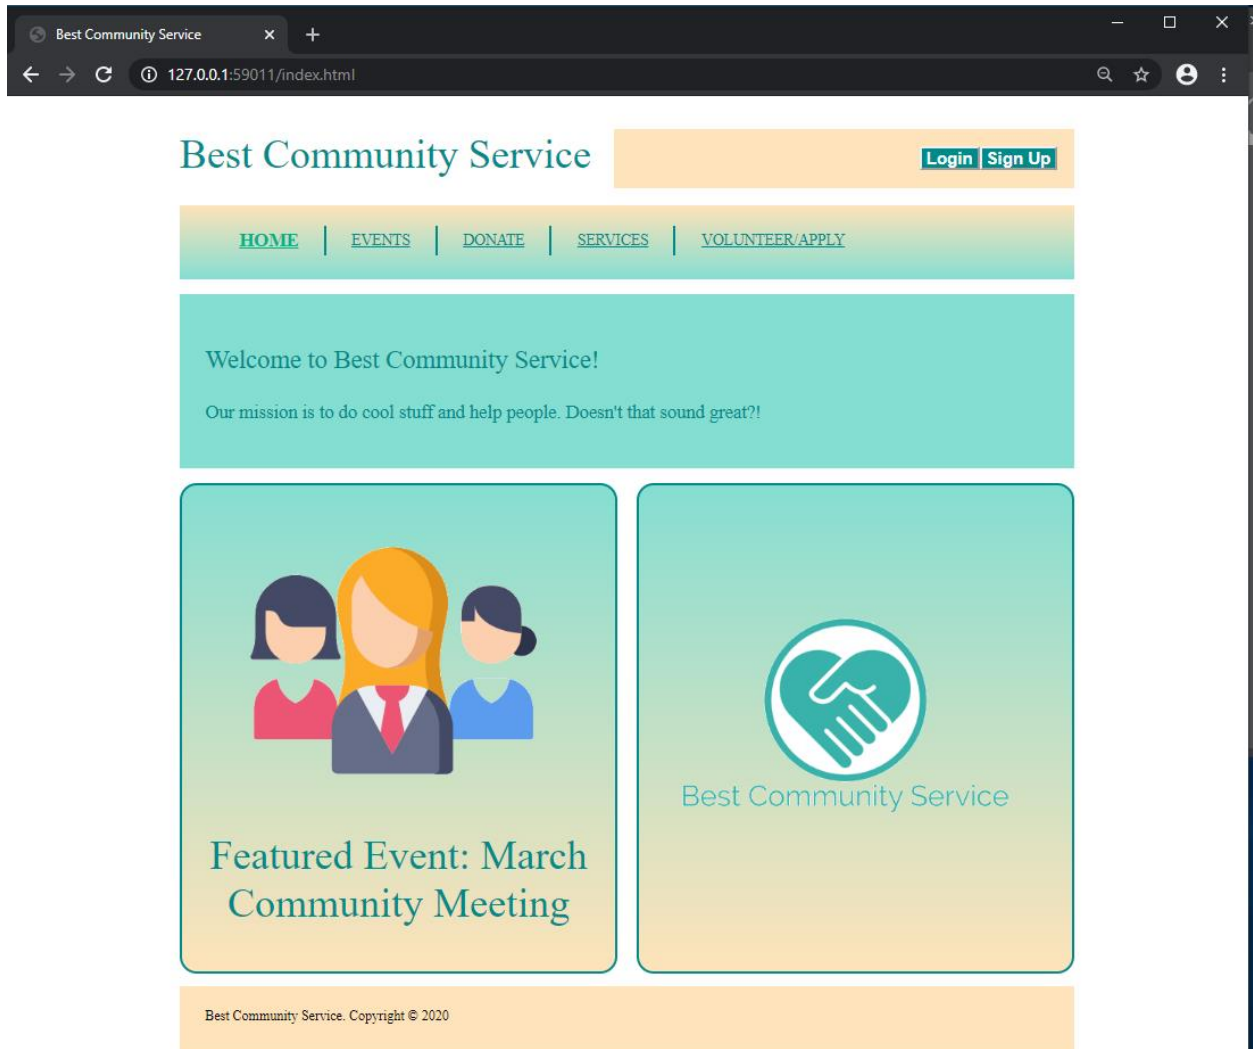 Best Community Service
127.0.0.1:59011/index.html
Best Community Service
Login Sign Up
HOME EVENTS DONATE SERVICES VOLUNTEER/APPLY
Welcome to Best Community Service!
Our mission is to do cool stuff and help people. Doesn't that sound great?!
Best Community Service
Featured Event: March
Community Meeting
Best Community Service. Copyright © 2020